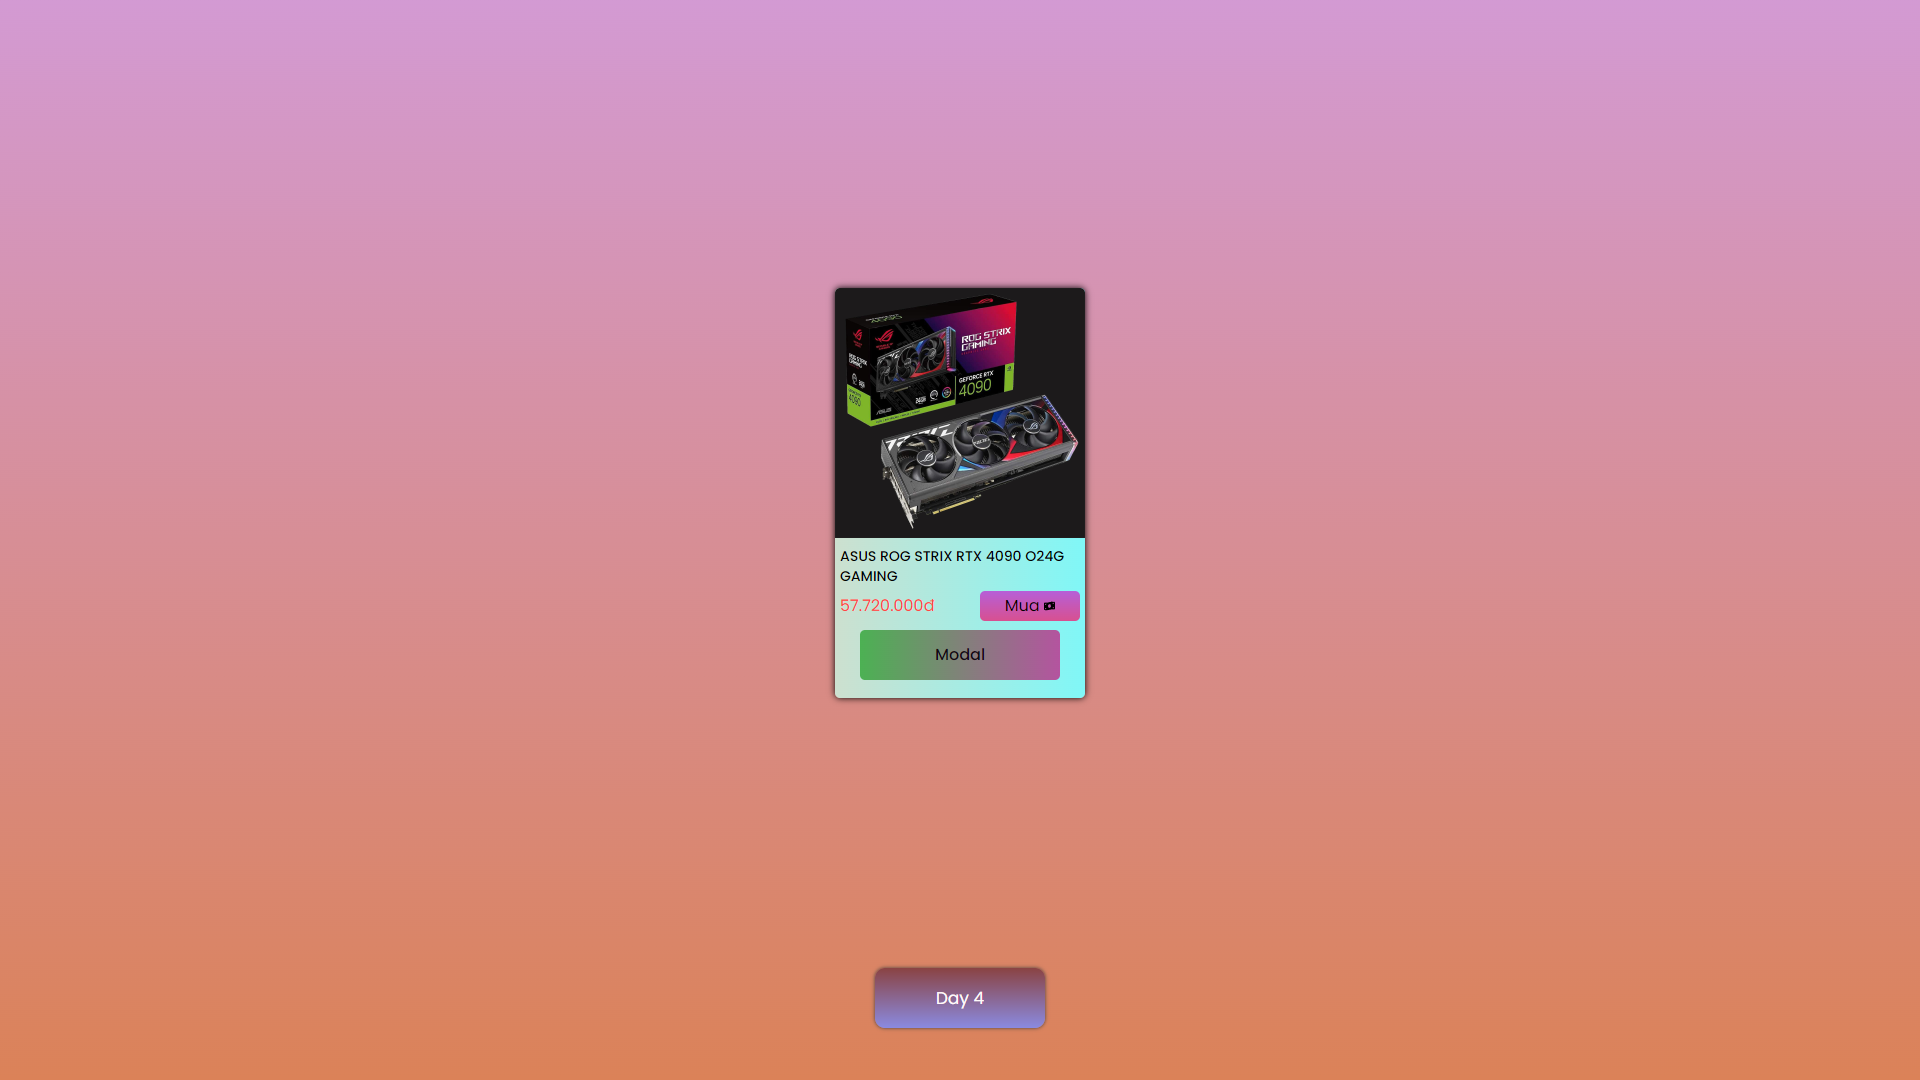 ROG STRIX
GAMING
GEFORCE RTX
4090
4090
ASUS ROG STRIX RTX 4090 O24G
GAMING
57.720.000đ
Mua
Modal
Day 4